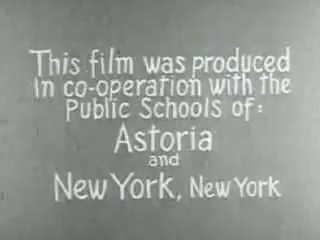 This film was produced
in co-operation with the
Public Schools of:
Astoria
and
New York, New York